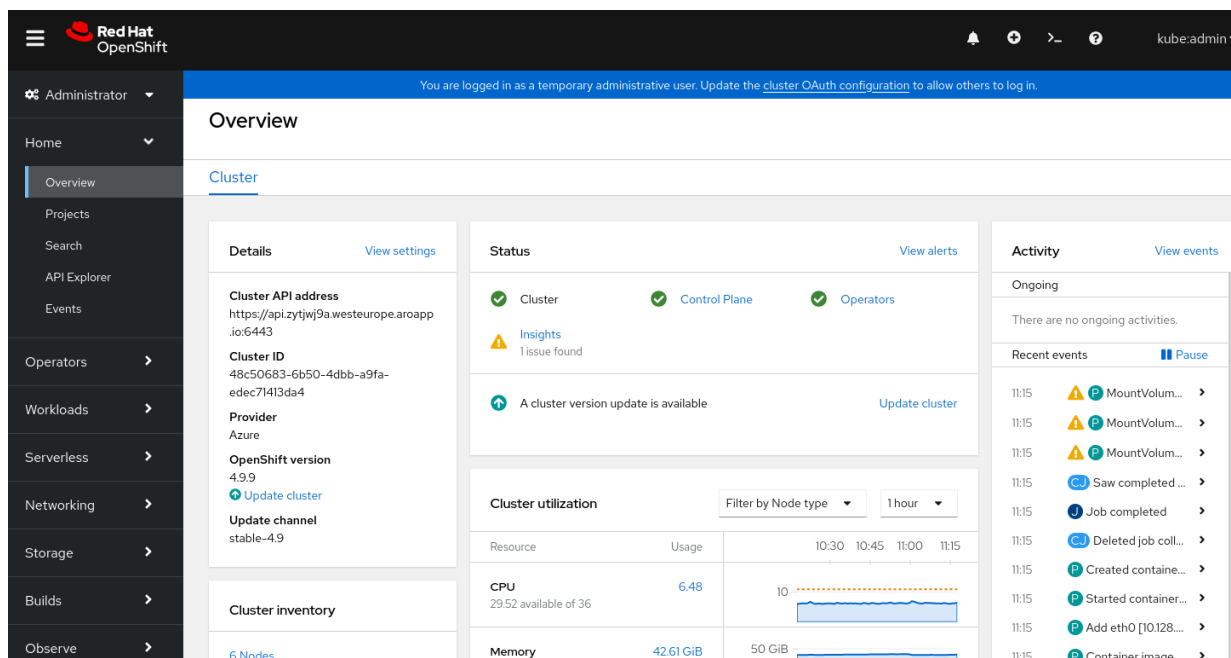 Red Hat
OpenShift
kube:admin
Administrator
You are logged in as a temporary administrative user. Update the cluster OAuth configuration to allow others to log in.
Home
Overview
Projects
Search
API Explorer
Events
Operators
Workloads
Serverless
Networking
Storage
Builds
Observe
Overview
Cluster
Details
View settings
Cluster API address
https://api.zytjwj9a.westeurope.aroapp
.io:6443
Cluster ID
48c50683-6b50-4dbb-a9fa-
edec71413da4
Provider
Azure
OpenShift version
4.9.9
Update cluster
Update channel
stable-4.9
Cluster inventory
6 Nodes
Status
View alerts
Cluster
Control Plane
Operators
Insights
1 issue found
A cluster version update is available
Update cluster
Cluster utilization
Filter by Node type
1 hour
Resource
Usage
10:30 10:45 11:00 11:15
CPU
6.48
29.52 available of 36
10
Memory
42.61 GiB
50 GiB
Activity
View events
Ongoing
There are no ongoing activities.
Recent events
Pause
11:15 P MountVolum...
11:15 P MountVolum...
11:15 P MountVolum...
11:15 CJ Saw completed ...
11:15 J Job completed
11:15 CJ Deleted job coll...
11:15 P Created containe...
11:15 P Started container...
11:15 P Add eth0 [10.128....
11:15 P Container image